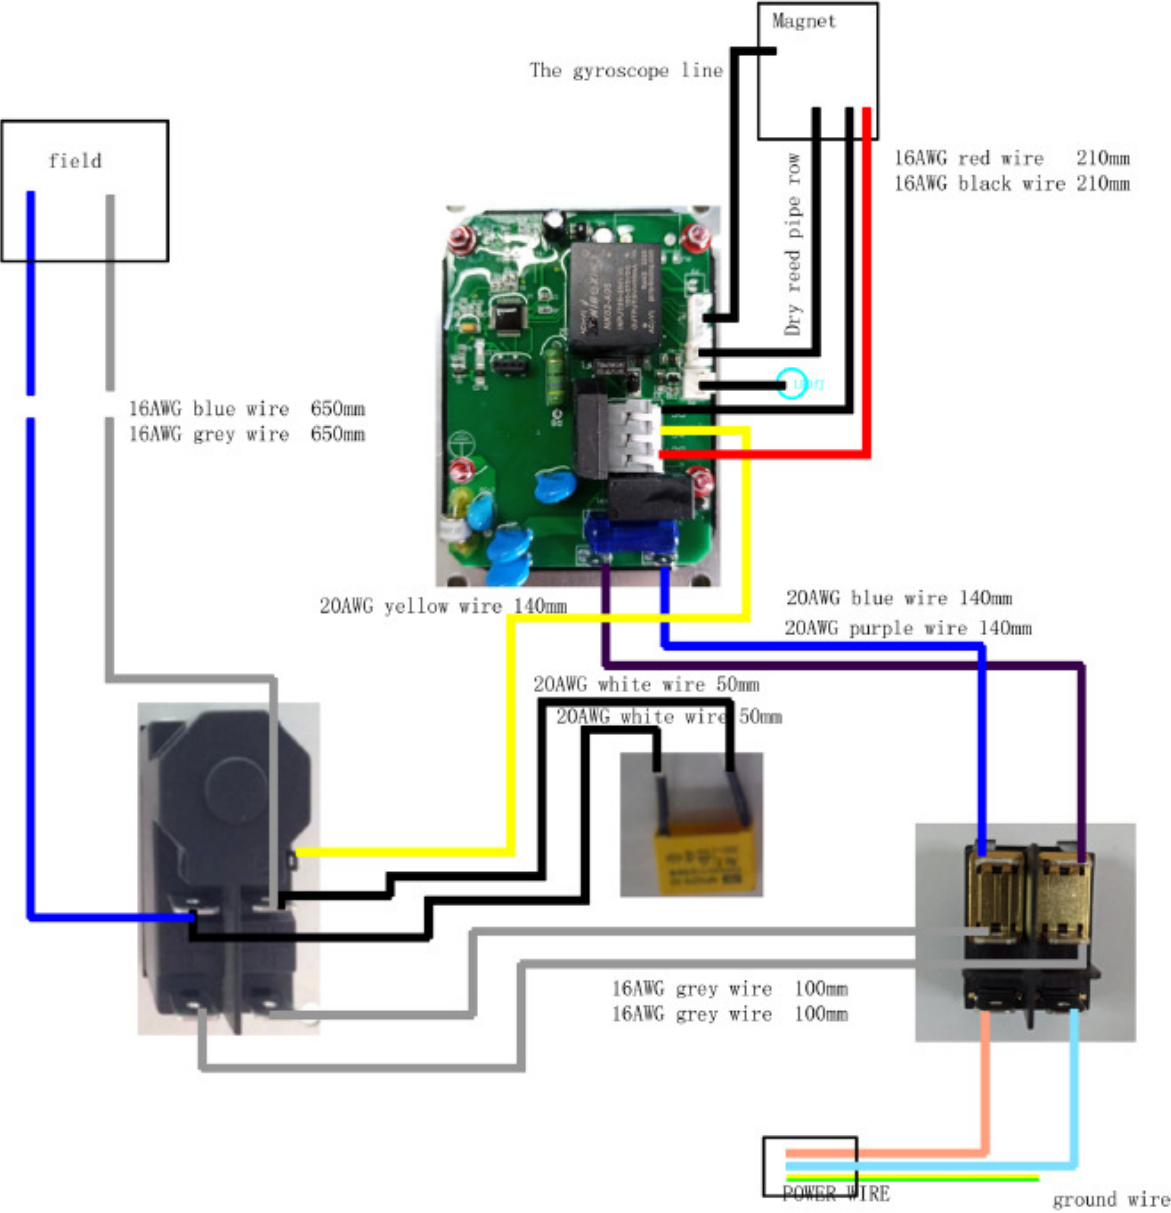 Magnet
The gyroscope line
field
16AWG red wire 210mm
16AWG black wire 210mm
Dry reed pipe row
16AWG blue wire 650mm
16AWG grey wire 650mm
20AWG yellow wire 140mm
20AWG blue wire 140mm
20AWG purple wire 140mm
20AWG white wire 50mm
20AWG white wire 50mm
16AWG grey wire 100mm
16AWG grey wire 100mm
POWER WIRE
ground wire